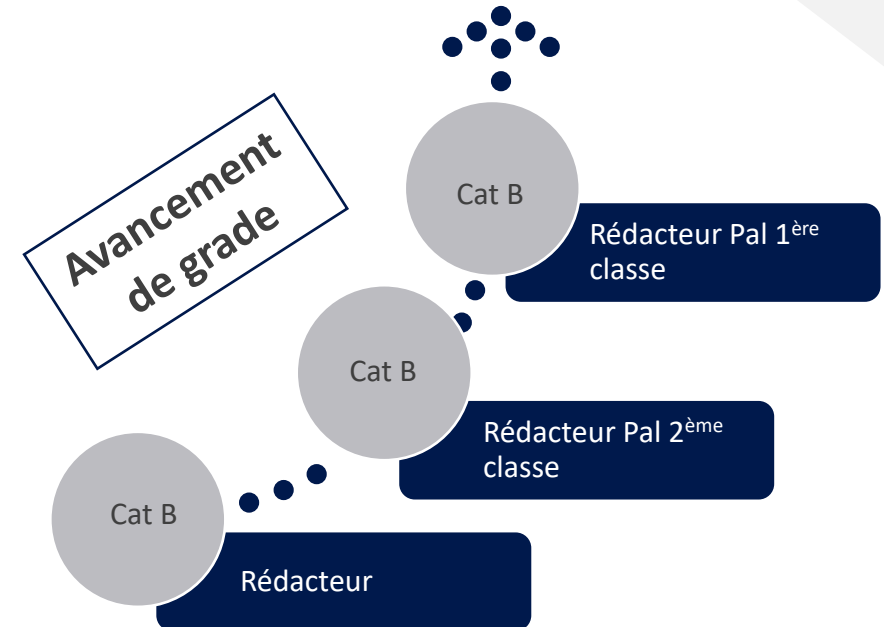 Avancement
de grade
Cat B
Rédacteur Pal 1ère
classe
Cat B
Rédacteur Pal 2ème
classe
Cat B
Rédacteur